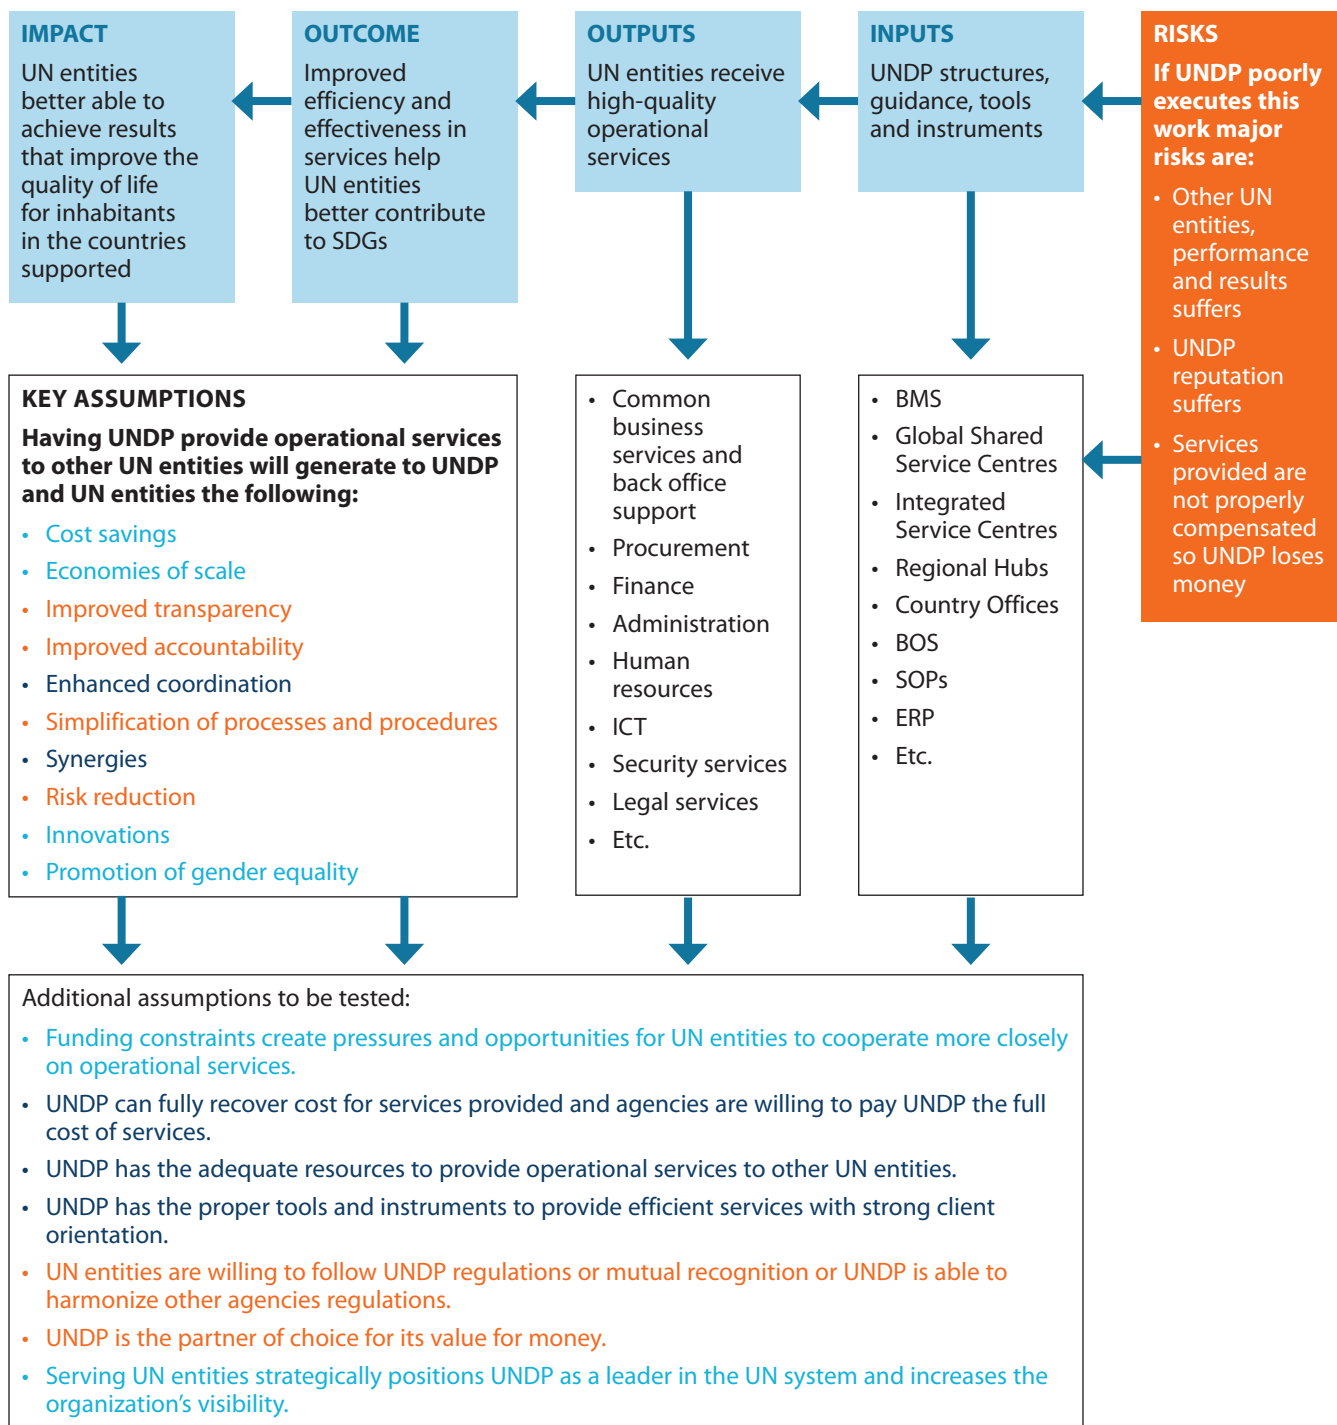 IMPACT
UN entities
better able to
achieve results
that improve the
quality of life
for inhabitants
in the countries
supported
OUTCOME
Improved
efficiency and
effectiveness in
services help
UN entities
better contribute
to SDGs
OUTPUTS
UN entities receive
high-quality
operational
services
INPUTS
UNDP structures,
guidance, tools
and instruments
RISKS
If UNDP poorly
executes this
work major
risks are:
• Other UN
entities,
performance
and results
suffers
• UNDP
reputation
suffers
• Services
provided are
not properly
compensated
so UNDP loses
money
KEY ASSUMPTIONS
Having UNDP provide operational services
to other UN entities will generate to UNDP
and UN entities the following:
• Cost savings
• Economies of scale
• Improved transparency
• Improved accountability
• Enhanced coordination
• Simplification of processes and procedures
• Synergies
• Risk reduction
• Innovations
• Promotion of gender equality
• Common
business
services and
back office
support
• Procurement
• Finance
• Administration
• Human
resources
• ICT
• Security services
• Legal services
• Etc.
• BMS
• Global Shared
Service Centres
• Integrated
Service Centres
• Regional Hubs
• Country Offices
• BOS
• SOPs
• ERP
• Etc.
Additional assumptions to be tested:
• Funding constraints create pressures and opportunities for UN entities to cooperate more closely
on operational services.
• UNDP can fully recover cost for services provided and agencies are willing to pay UNDP the full
cost of services.
• UNDP has the adequate resources to provide operational services to other UN entities.
• UNDP has the proper tools and instruments to provide efficient services with strong client
orientation.
• UN entities are willing to follow UNDP regulations or mutual recognition or UNDP is able to
harmonize other agencies regulations.
• UNDP is the partner of choice for its value for money.
• Serving UN entities strategically positions UNDP as a leader in the UN system and increases the
organization's visibility.